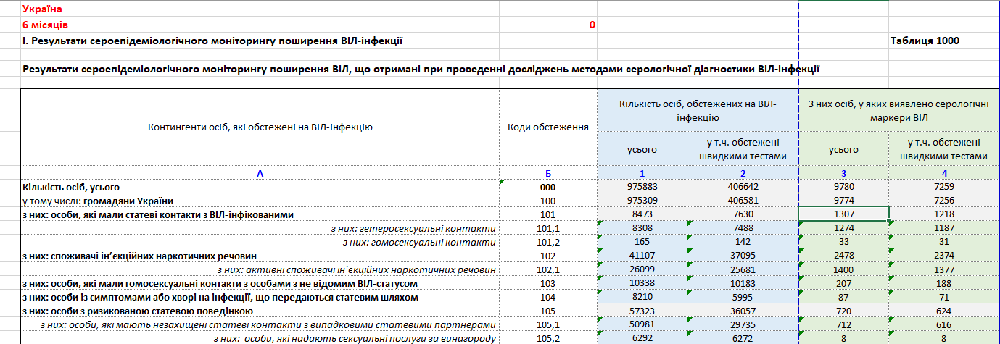 Україна
6 місяців 0
І. Результати сероепідеміологічного моніторингу поширення ВІЛ-інфекції Таблиця 1000
Результати сероепідеміологічного моніторингу поширення ВІЛ, що отримані при проведенні досліджень методами серологічної діагностики ВІЛ-інфекції
Контингенти осіб, які обстежені на ВІЛ-інфекцію
Коди обстеження
Кількість осіб, обстежених на ВІЛ-
інфекцію
З них осіб, у яких виявлено серологічні
маркери ВІЛ
усього
у т.ч. обстежені
швидкими тестами
усього
у т.ч. обстежені
швидкими тестами
А Б 1 2 3 4
Кількість осіб, усього 000 975883 406642 9780 7259
у тому числі: громадяни України 100 975309 406581 9774 7256
з них: особи, які мали статеві контакти з ВІЛ-інфікованими 101 8473 7630 1307 1218
з них: гетеросексуальні контакти 101,1 8308 7488 1274 1187
з них: гомосексуальні контакти 101,2 165 142 33 31
з них: споживачі ін’єкційних наркотичних речовин 102 41107 37095 2478 2374
з них: активні споживачі ін`єкційних наркотичних речовин 102,1 26099 25681 1400 1377
з них: особи, які мали гомосексуальні контакти з особами з не відомим ВІЛ-статусом 103 10338 10183 207 188
з них: особи із симптомами або хворі на інфекції, що передаються статевим шляхом 104 8210 5995 87 71
з них: особи з ризикованою статевою поведінкою 105 57323 36057 720 624
з них: особи, які мають незахищені статеві контакти з випадковими статевими партнерами 105,1 50981 29735 712 616
з них: особи, які надають сексуальні послуги за винагороду 105,2 6292 6272 8 8